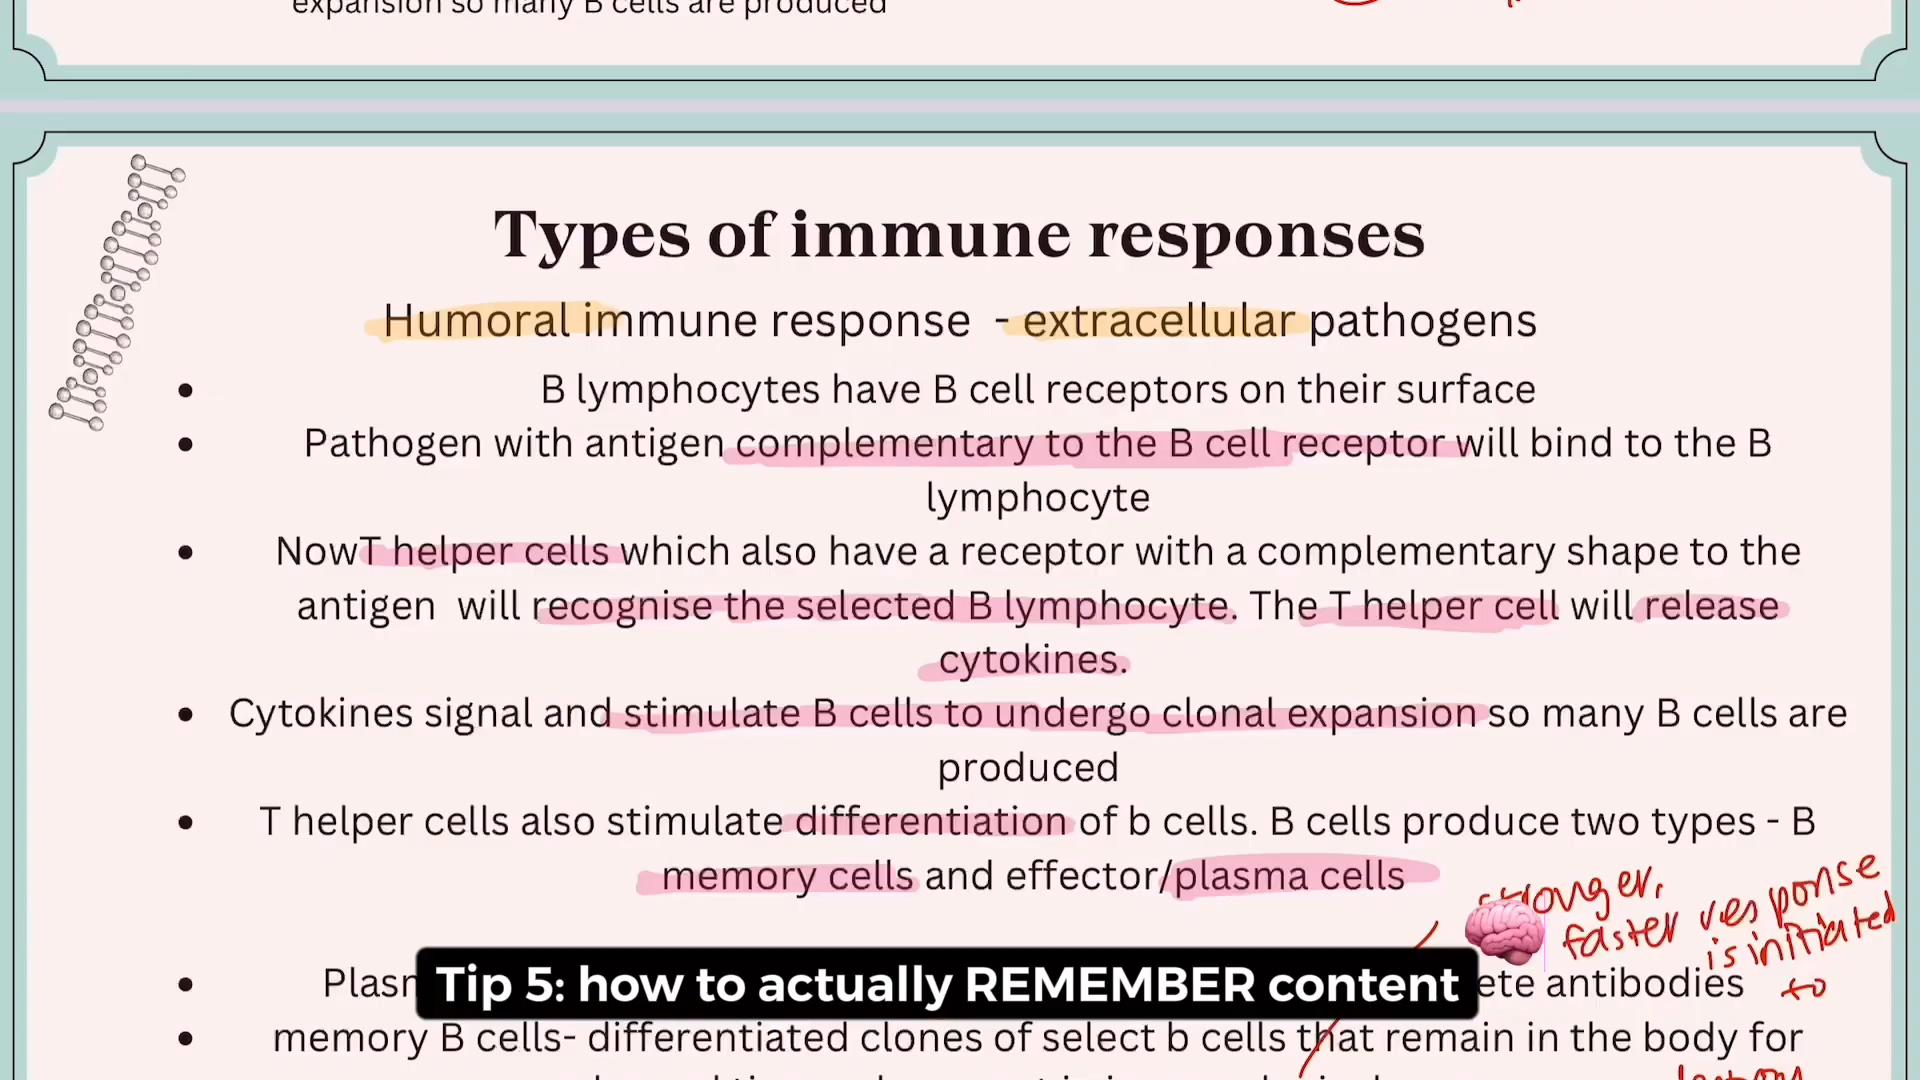 expansion so many B cells are produced
Types of immune responses
Humoral immune response - extracellular pathogens
B lymphocytes have B cell receptors on their surface
Pathogen with antigen complementary to the B cell receptor will bind to the B
lymphocyte
NowT helper cells which also have a receptor with a complementary shape to the
antigen will recognise the selected B lymphocyte. The T helper cell will release
cytokines.
Cytokines signal and stimulate B cells to undergo clonal expansion so many B cells are
produced
T helper cells also stimulate differentiation of b cells. B cells produce two types - B
memory cells and effector/plasma cells
faster response
is initiated
to
antibodies
Tip 5: how to actually REMEMBER content
memory B cells- differentiated clones of select b cells that remain in the body for